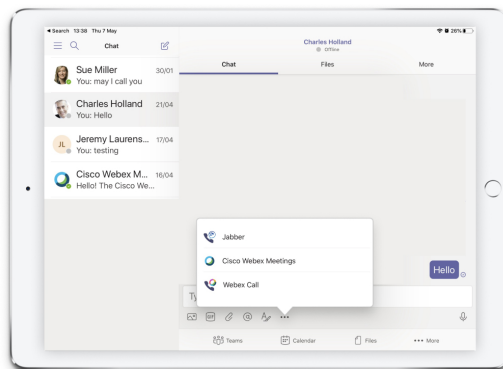 Search 13:38 Thu 7 May
26%
Chat
Charles Holland
Offline
Chat Files More
Sue Miller 30/01
You: may I call you
Charles Holland 21/04
You: Hello
JL
Jeremy Laurens... 17/04
You: testing
Cisco Webex M... 16/04
Hello! The Cisco We...
Jabber
Cisco Webex Meetings
Webex Call
Hello
Ty
GIF
Teams Calendar Files More